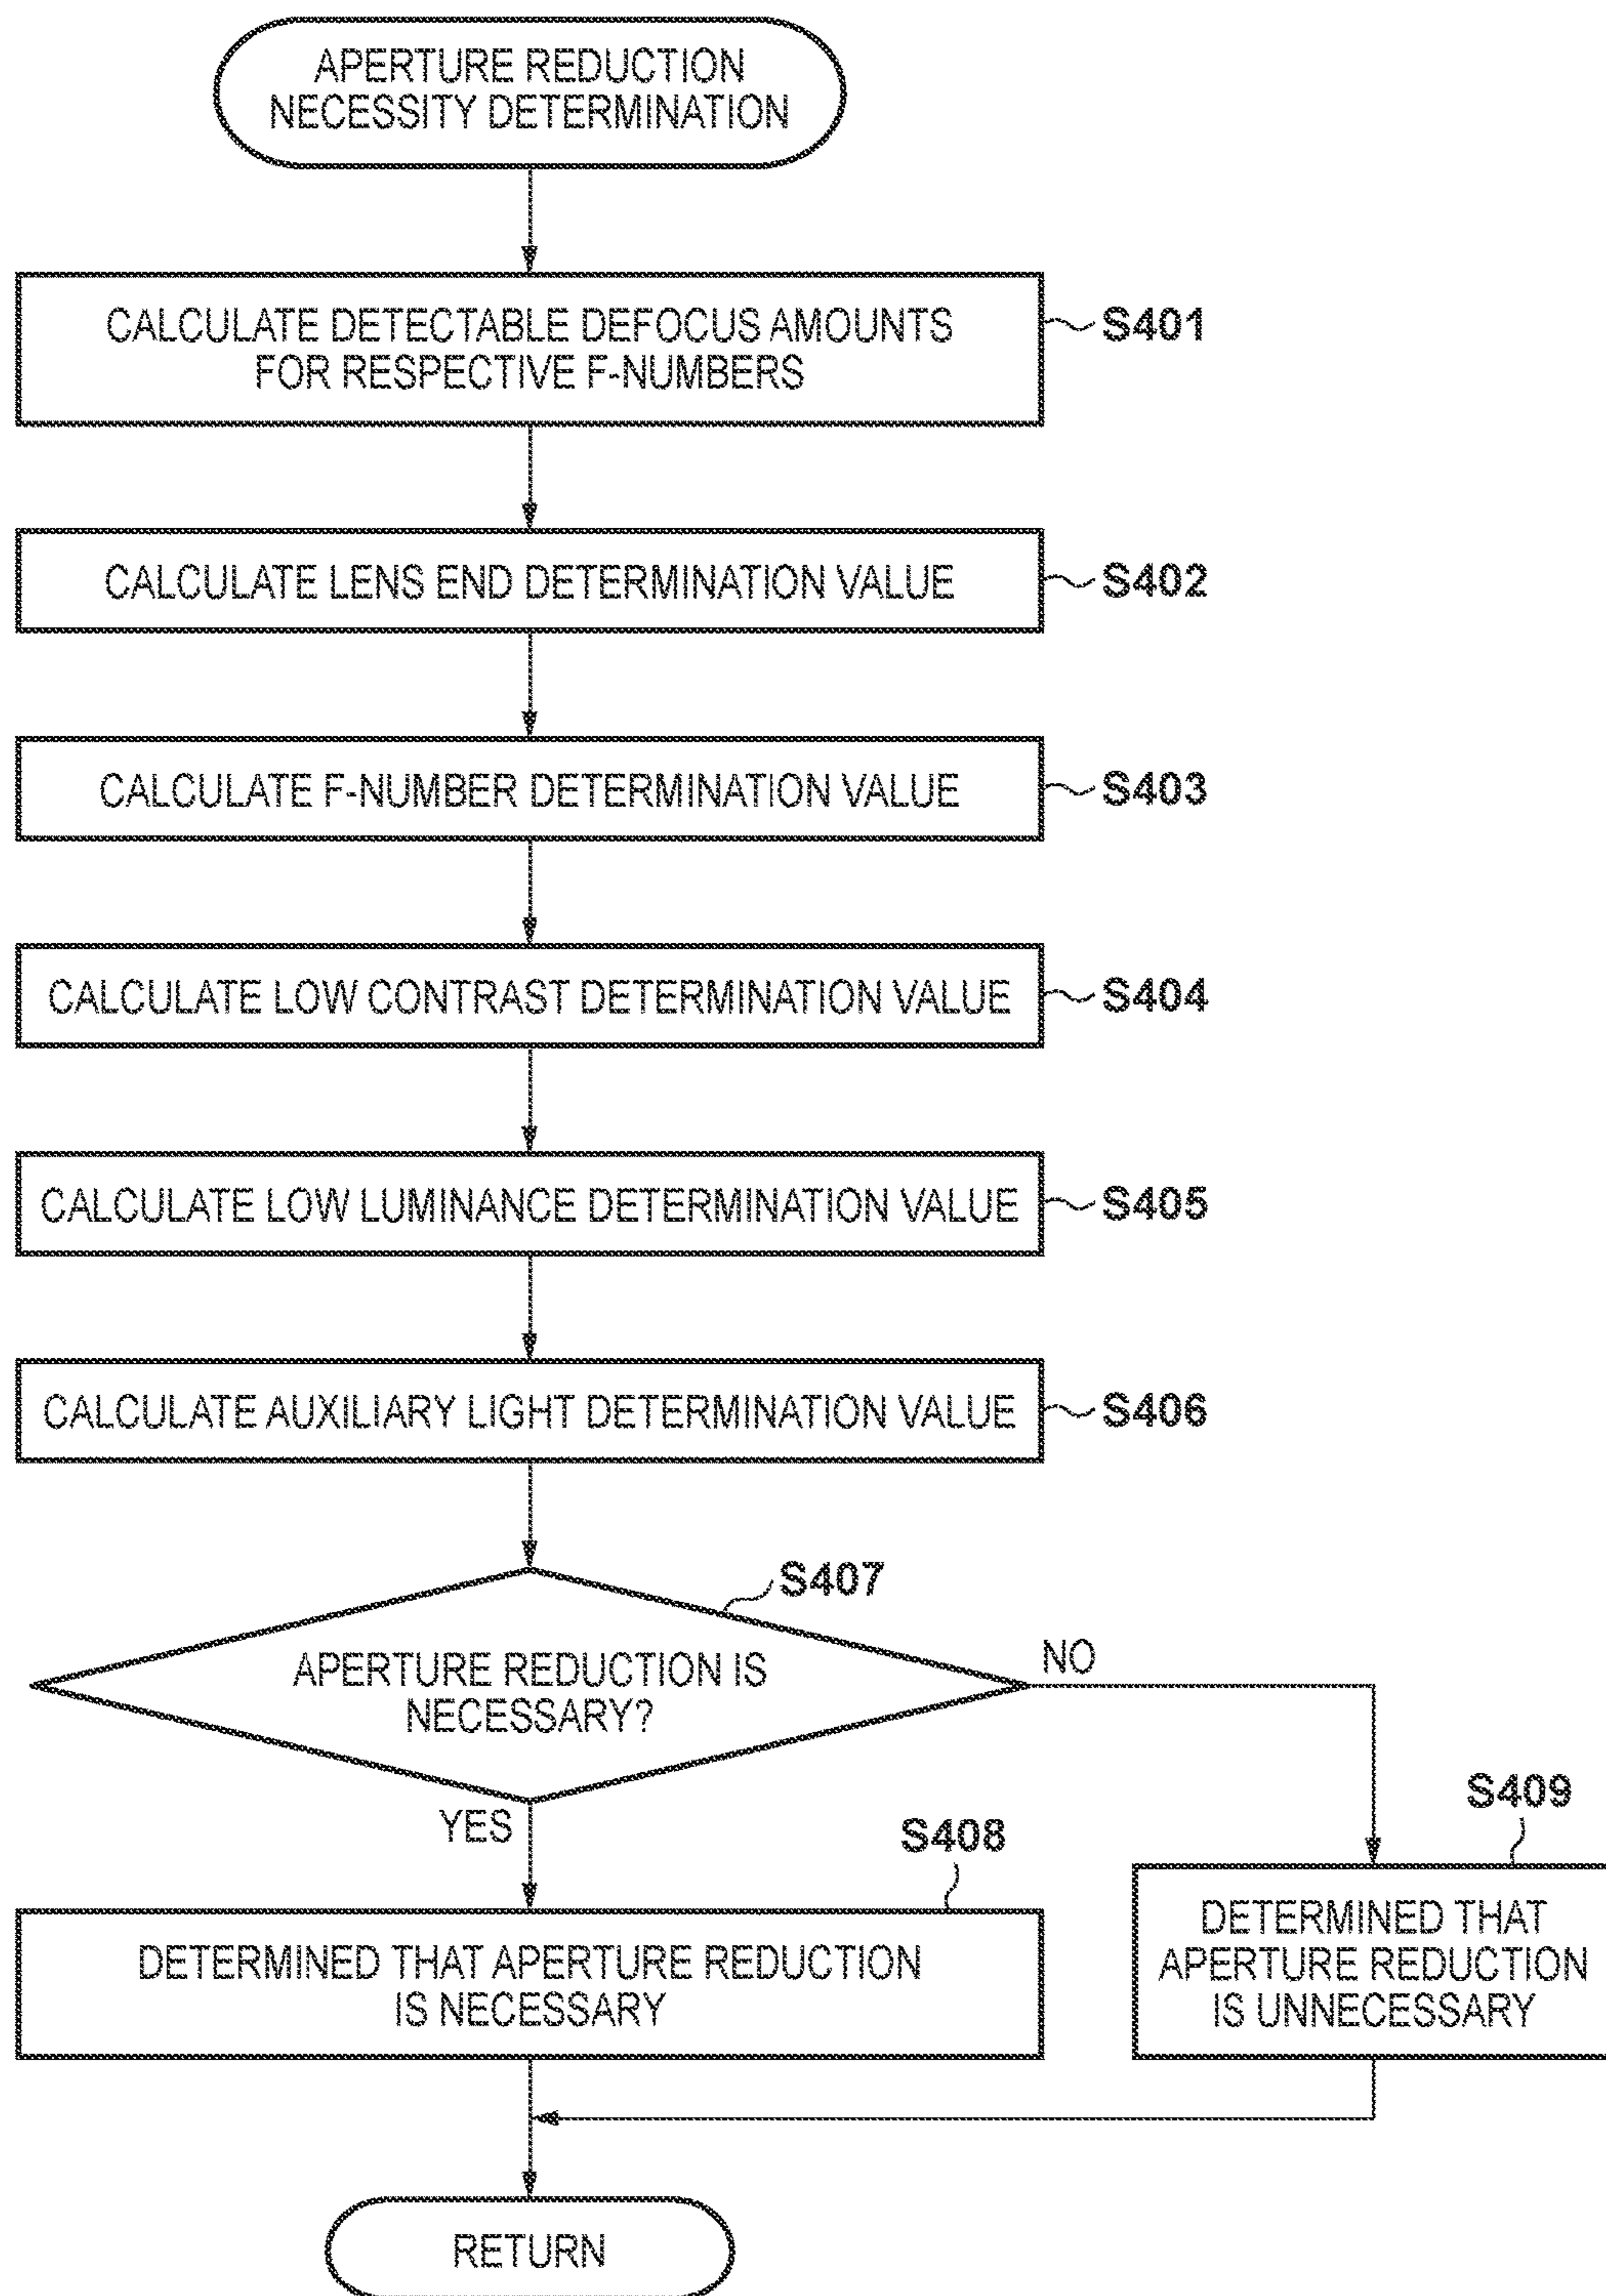 APERTURE REDUCTION
NECESSITY DETERMINATION
CALCULATE DETECTABLE DEFOCUS AMOUNTS
FOR RESPECTIVE F-NUMBERS
S401
CALCULATE LENS END DETERMINATION VALUE
S402
CALCULATE F-NUMBER DETERMINATION VALUE
S403
CALCULATE LOW CONTRAST DETERMINATION VALUE
S404
CALCULATE LOW LUMINANCE DETERMINATION VALUE
S405
CALCULATE AUXILIARY LIGHT DETERMINATION VALUE
S406
S407
APERTURE REDUCTION IS
NECESSARY?
NO
YES
S408
DETERMINED THAT APERTURE REDUCTION
IS NECESSARY
S409
DETERMINED THAT
APERTURE REDUCTION
IS UNNECESSARY
RETURN